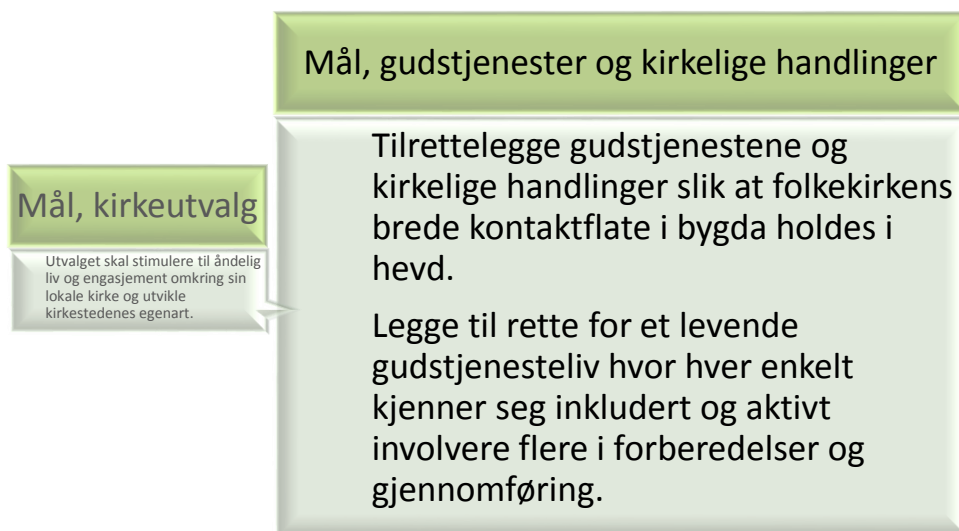 Mål, kirkeutvalg
Utvalget skal stimulere til åndelig
liv og engasjement omkring sin
lokale kirke og utvikle
kirkestedenes egenart.
Mål, gudstjenester og kirkelige handlinger
Tilrettelegge gudstjenestene og
kirkelige handlinger slik at folkekirkens
brede kontaktflate i bygda holdes i
hevd.
Legge til rette for et levende
gudstjenesteliv hvor hver enkelt
kjenner seg inkludert og aktivt
involvere flere i forberedelser og
gjennomføring.